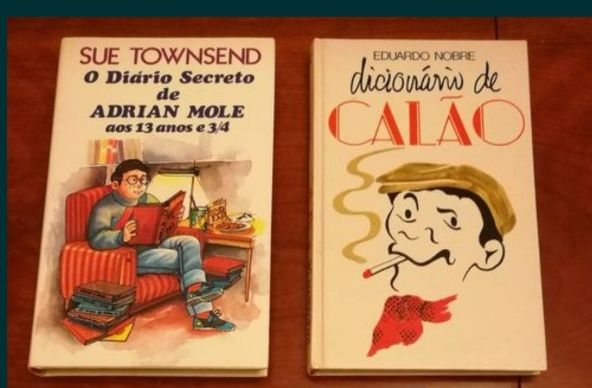 SUE TOWNSEND
O Diário Secreto
de
ADRIAN MOLE
aos 13 anos e 3/4
EDUARDO NOBRE
dicionário de
CALÃO